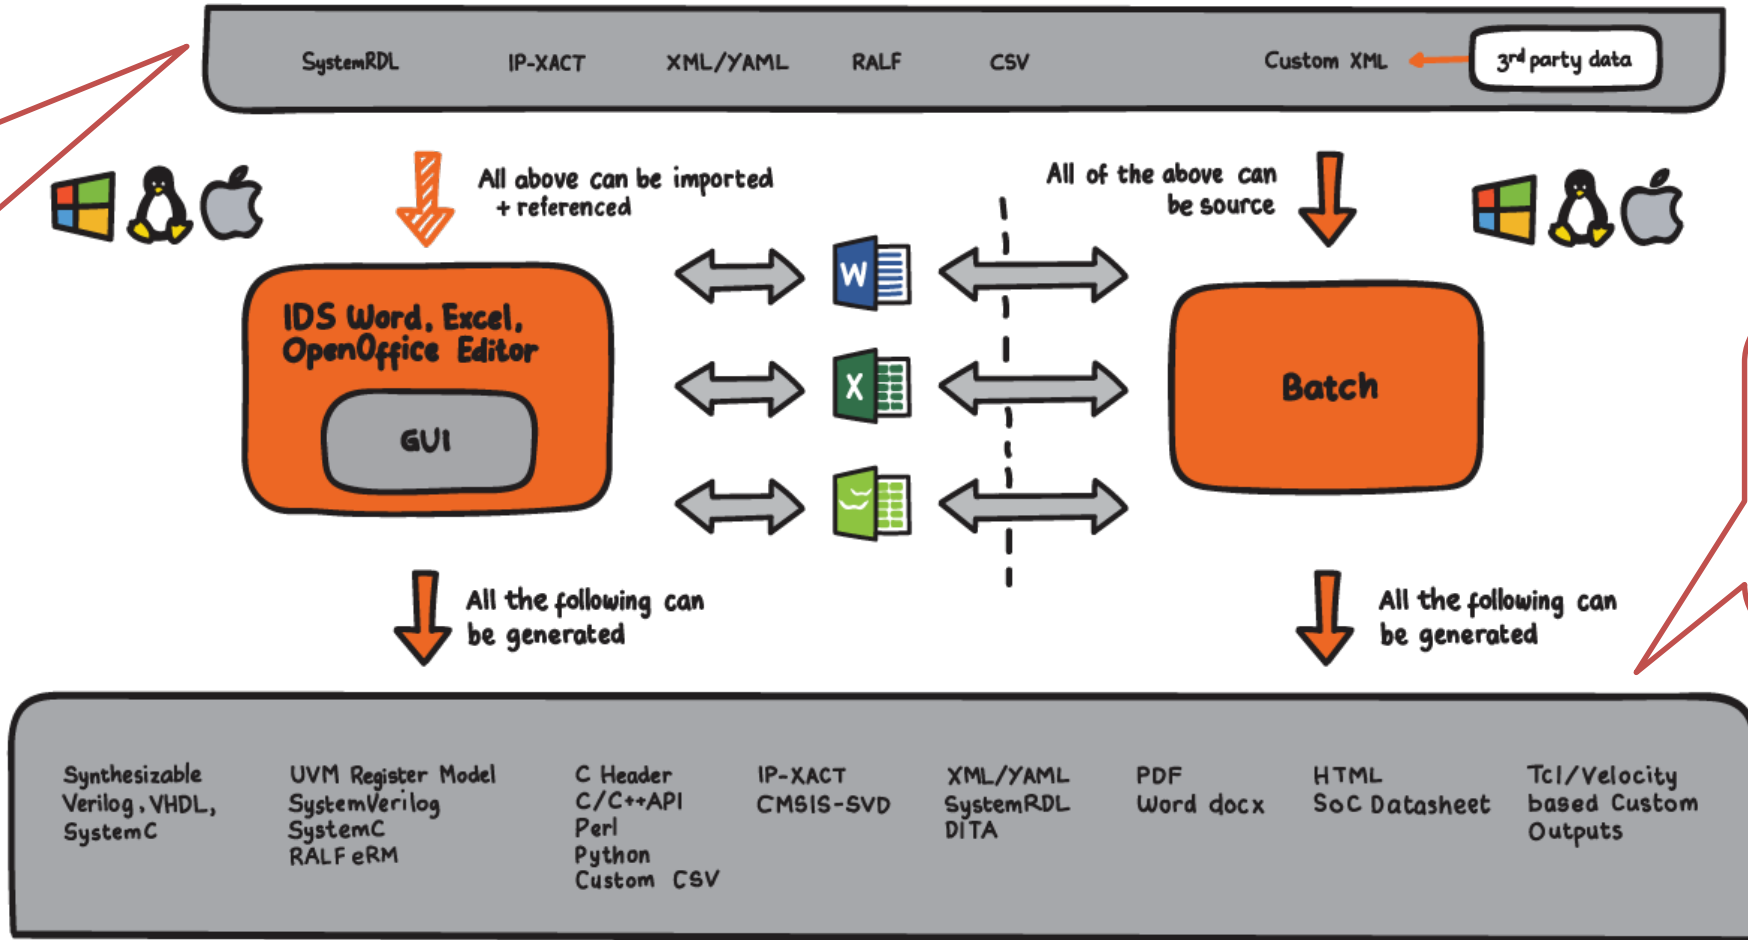 SystemRDL
IP-XACT
XML/YAML
RALF
CSV
Custom XML
3rd party data
All above can be imported
+ referenced
All of the above can
be source
W
X
IDS Word, Excel,
OpenOffice Editor
GUI
Batch
All the following can
be generated
All the following can
be generated
Synthesizable
Verilog, VHDL,
SystemC
UVM Register Model
SystemVerilog
SystemC
RALF eRM
C Header
C/C++API
Perl
Python
Custom CSV
IP-XACT
CMSIS-SVD
XML/YAML
SystemRDL
DITA
PDF
Word docx
HTML
SoC Datasheet
Tcl/Velocity
based Custom
Outputs